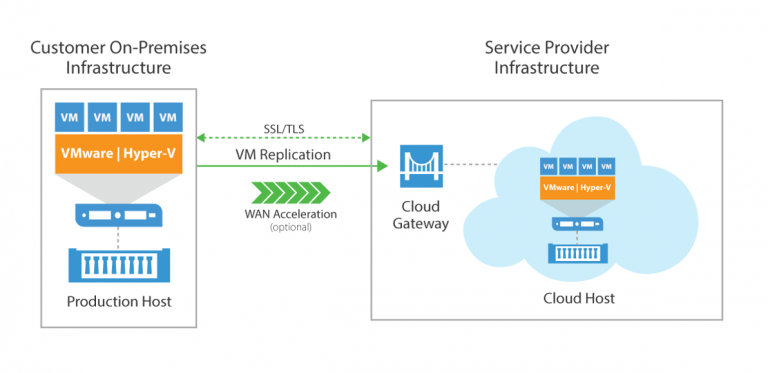 Customer On-Premises
Infrastructure
VM VM VM VM
VMware | Hyper-V
Production Host
SSL/TLS
VM Replication
WAN Acceleration
(optional)
Service Provider
Infrastructure
Cloud
Gateway
VM VM VM VM
VMware | Hyper-V
Cloud Host